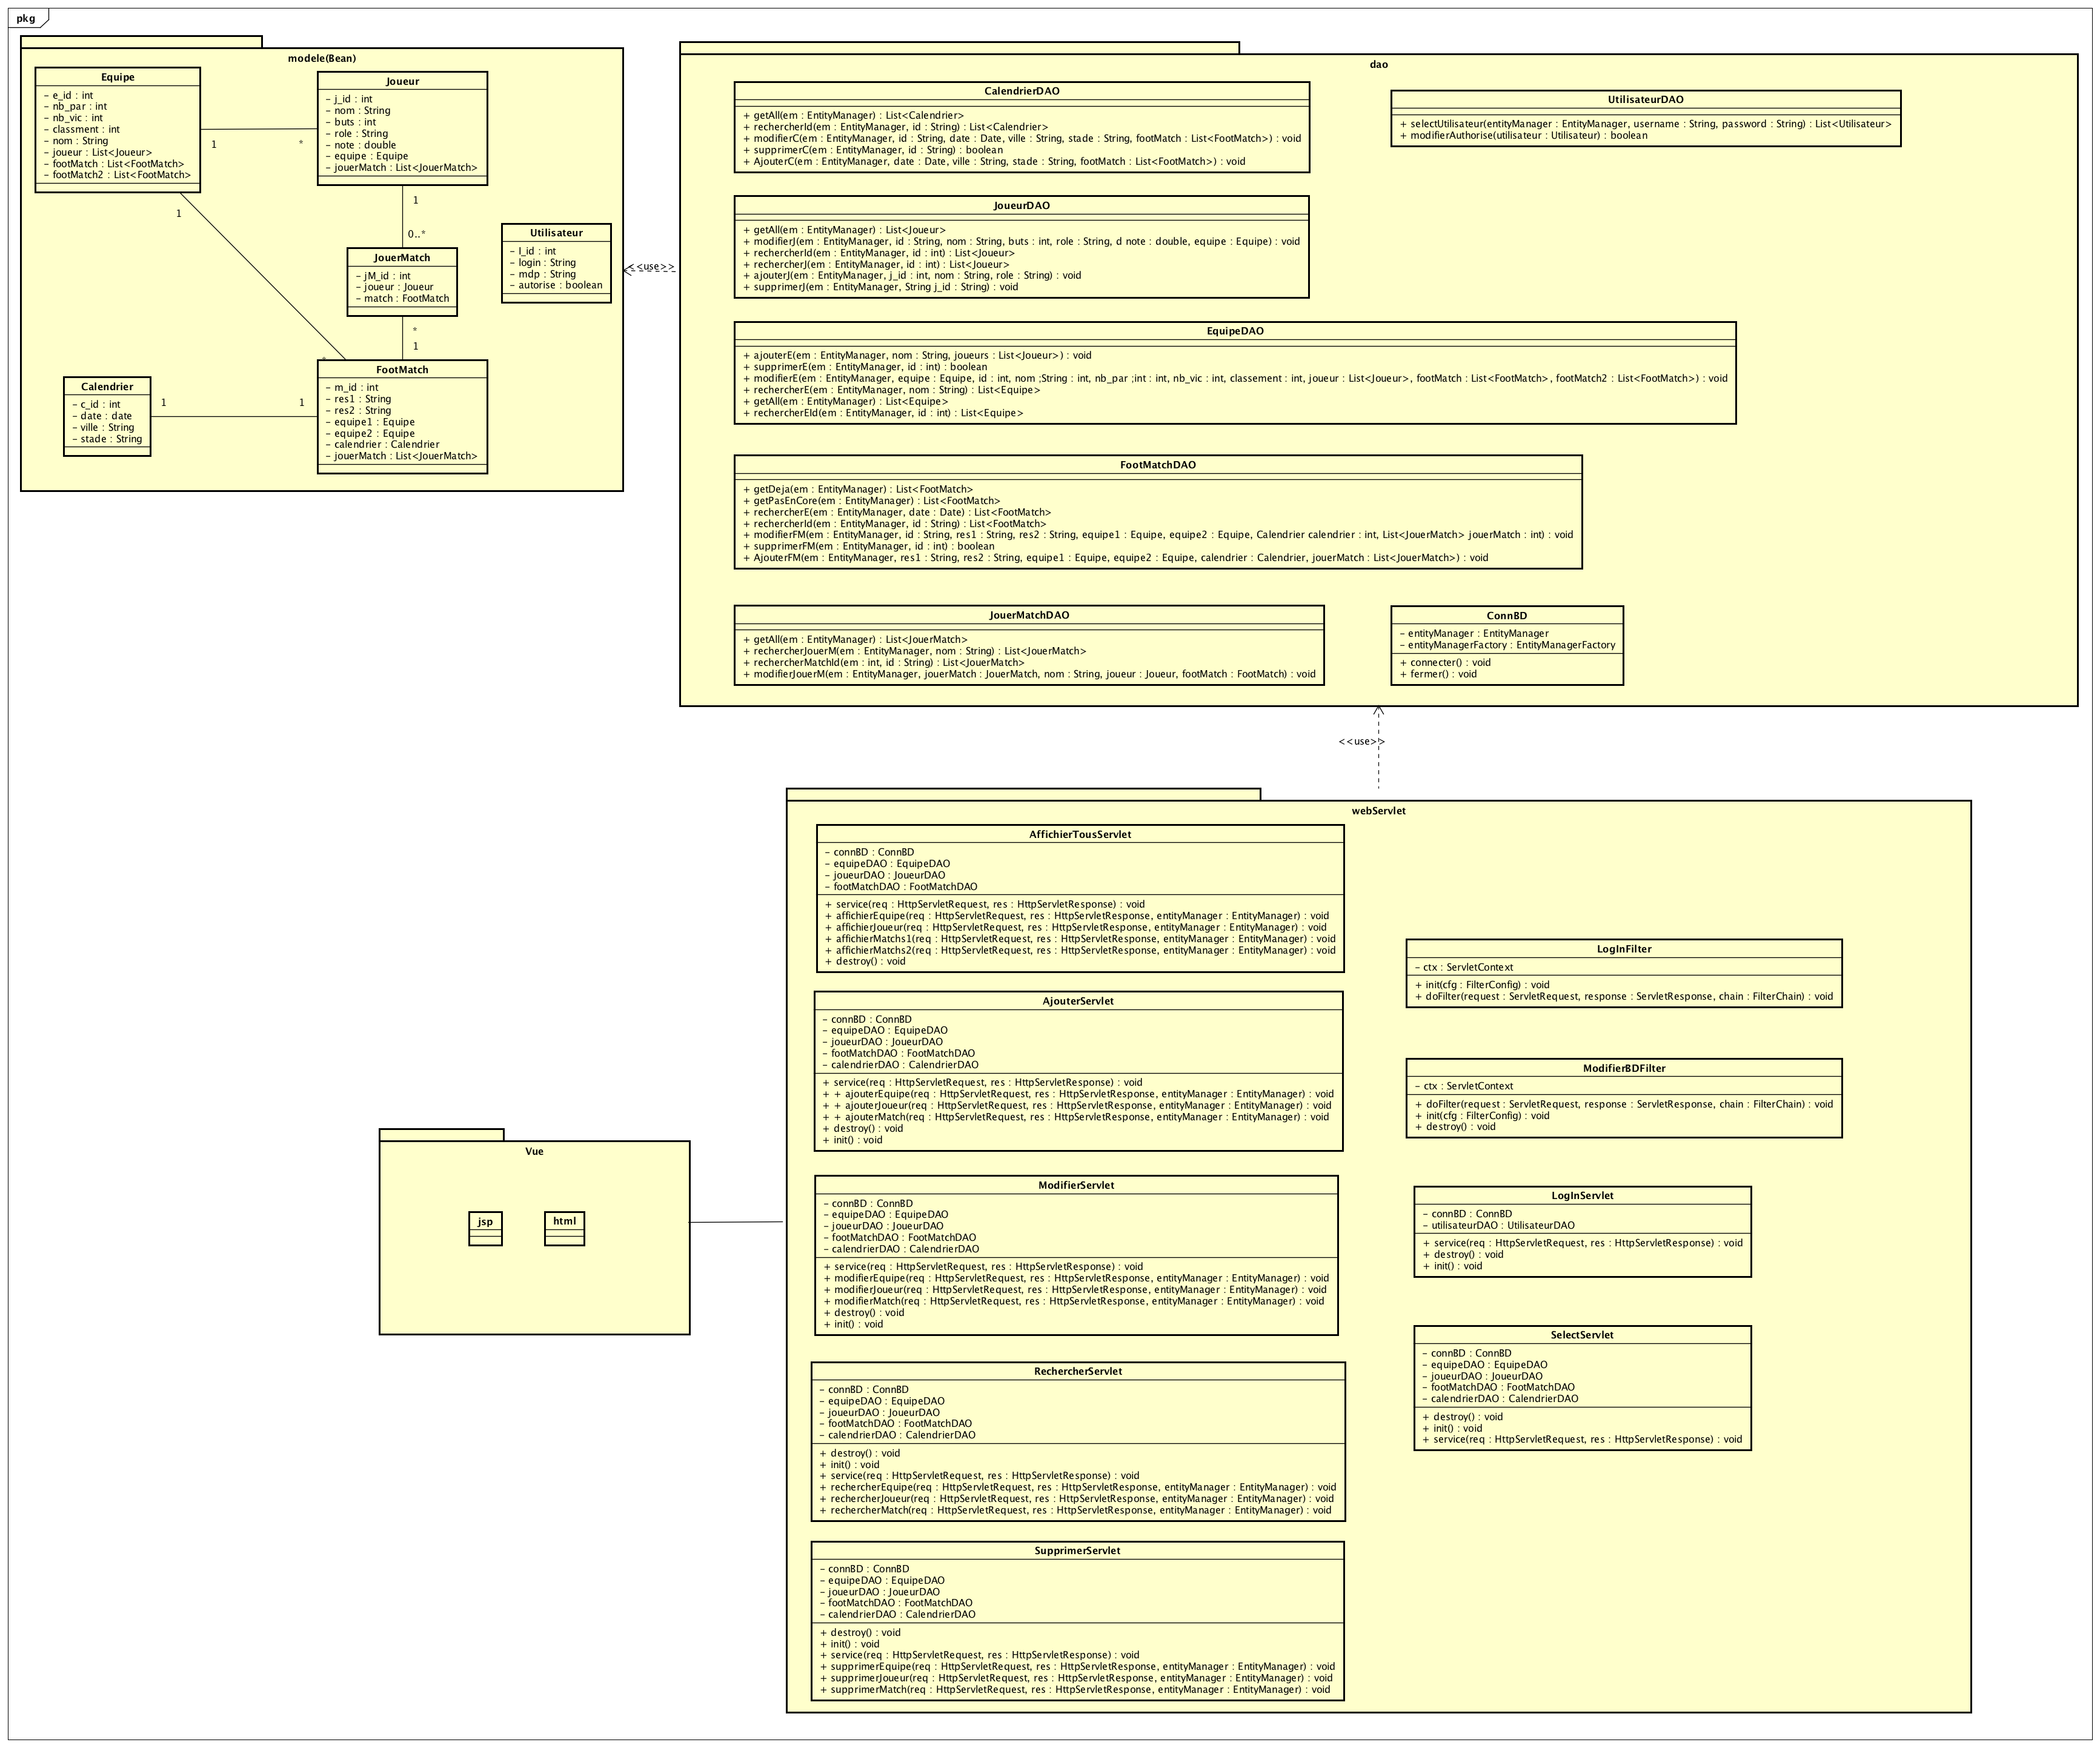 pkg
modele(Bean)
Equipe
– e_id : int
– nb_par : int
– nb_vic : int
– classment : int
– nom : String
– joueur : List<Joueur>
– footMatch : List<FootMatch>
– footMatch2 : List<FootMatch>
Joueur
– j_id : int
– nom : String
– buts : int
– role : String
– note : double
– equipe : Equipe
– jouerMatch : List<JouerMatch>
1
*
1
1
0..*
JouerMatch
– jM_id : int
– joueur : Joueur
– match : FootMatch
Utilisateur
– l_id : int
– login : String
– mdp : String
– autorise : boolean
<<use>>
*
1
*
FootMatch
– m_id : int
– res1 : String
– res2 : String
– equipe1 : Equipe
– equipe2 : Equipe
– calendrier : Calendrier
– jouerMatch : List<JouerMatch>
Calendrier
– c_id : int
– date : date
– ville : String
– stade : String
1
1
dao
CalendrierDAO
+ getAll(em : EntityManager) : List<Calendrier>
+ rechercherId(em : EntityManager, id : String) : List<Calendrier>
+ modifierC(em : EntityManager, id : String, date : Date, ville : String, stade : String, footMatch : List<FootMatch>) : void
+ supprimerC(em : EntityManager, id : String) : boolean
+ AjouterC(em : EntityManager, date : Date, ville : String, stade : String, footMatch : List<FootMatch>) : void
UtilisateurDAO
+ selectUtilisateur(entityManager : EntityManager, username : String, password : String) : List<Utilisateur>
+ modifierAuthorise(utilisateur : Utilisateur) : boolean
JoueurDAO
+ getAll(em : EntityManager) : List<Joueur>
+ modifierJ(em : EntityManager, id : String, nom : String, buts : int, role : String, d note : double, equipe : Equipe) : void
+ rechercherId(em : EntityManager, id : int) : List<Joueur>
+ rechercherJ(em : EntityManager, id : int) : List<Joueur>
+ ajouterJ(em : EntityManager, j_id : int, nom : String, role : String) : void
+ supprimerJ(em : EntityManager, String j_id : String) : void
EquipeDAO
+ ajouterE(em : EntityManager, nom : String, joueurs : List<Joueur>) : void
+ supprimerE(em : EntityManager, id : int) : boolean
+ modifierE(em : EntityManager, equipe : Equipe, id : int, nom ;String : int, nb_par ;int : int, nb_vic : int, classement : int, joueur : List<Joueur>, footMatch : List<FootMatch>, footMatch2 : List<FootMatch>) : void
+ rechercherE(em : EntityManager, nom : String) : List<Equipe>
+ getAll(em : EntityManager) : List<Equipe>
+ rechercherEId(em : EntityManager, id : int) : List<Equipe>
FootMatchDAO
+ getDeja(em : EntityManager) : List<FootMatch>
+ getPasEnCore(em : EntityManager) : List<FootMatch>
+ rechercherE(em : EntityManager, date : Date) : List<FootMatch>
+ rechercherId(em : EntityManager, id : String) : List<FootMatch>
+ modifierFM(em : EntityManager, id : String, res1 : String, res2 : String, equipe1 : Equipe, equipe2 : Equipe, Calendrier calendrier : int, List<JouerMatch> jouerMatch : int) : void
+ supprimerFM(em : EntityManager, id : int) : boolean
+ AjouterFM(em : EntityManager, res1 : String, res2 : String, equipe1 : Equipe, equipe2 : Equipe, calendrier : Calendrier, jouerMatch : List<JouerMatch>) : void
JouerMatchDAO
+ getAll(em : EntityManager) : List<JouerMatch>
+ rechercherJouerM(em : EntityManager, nom : String) : List<JouerMatch>
+ rechercherMatchId(em : int, id : String) : List<JouerMatch>
+ modifierJouerM(em : EntityManager, jouerMatch : JouerMatch, nom : String, joueur : Joueur, footMatch : FootMatch) : void
ConnBD
– entityManager : EntityManager
– entityManagerFactory : EntityManagerFactory
+ connecter() : void
+ fermer() : void
<<use>>
webServlet
AffichierTousServlet
– connBD : ConnBD
– equipeDAO : EquipeDAO
– joueurDAO : JoueurDAO
– footMatchDAO : FootMatchDAO
+ service(req : HttpServletRequest, res : HttpServletResponse) : void
+ affichierEquipe(req : HttpServletRequest, res : HttpServletResponse, entityManager : EntityManager) : void
+ affichierJoueur(req : HttpServletRequest, res : HttpServletResponse, entityManager : EntityManager) : void
+ affichierMatchs1(req : HttpServletRequest, res : HttpServletResponse, entityManager : EntityManager) : void
+ affichierMatchs2(req : HttpServletRequest, res : HttpServletResponse, entityManager : EntityManager) : void
+ destroy() : void
AjouterServlet
– connBD : ConnBD
– equipeDAO : EquipeDAO
– joueurDAO : JoueurDAO
– footMatchDAO : FootMatchDAO
– calendrierDAO : CalendrierDAO
+ service(req : HttpServletRequest, res : HttpServletResponse) : void
+ + ajouterEquipe(req : HttpServletRequest, res : HttpServletResponse, entityManager : EntityManager) : void
+ + ajouterJoueur(req : HttpServletRequest, res : HttpServletResponse, entityManager : EntityManager) : void
+ + ajouterMatch(req : HttpServletRequest, res : HttpServletResponse, entityManager : EntityManager) : void
+ destroy() : void
+ init() : void
ModifierServlet
– connBD : ConnBD
– equipeDAO : EquipeDAO
– joueurDAO : JoueurDAO
– footMatchDAO : FootMatchDAO
– calendrierDAO : CalendrierDAO
+ service(req : HttpServletRequest, res : HttpServletResponse) : void
+ modifierEquipe(req : HttpServletRequest, res : HttpServletResponse, entityManager : EntityManager) : void
+ modifierJoueur(req : HttpServletRequest, res : HttpServletResponse, entityManager : EntityManager) : void
+ modifierMatch(req : HttpServletRequest, res : HttpServletResponse, entityManager : EntityManager) : void
+ destroy() : void
+ init() : void
RechercherServlet
– connBD : ConnBD
– equipeDAO : EquipeDAO
– joueurDAO : JoueurDAO
– footMatchDAO : FootMatchDAO
– calendrierDAO : CalendrierDAO
+ destroy() : void
+ init() : void
+ service(req : HttpServletRequest, res : HttpServletResponse) : void
+ rechercherEquipe(req : HttpServletRequest, res : HttpServletResponse, entityManager : EntityManager) : void
+ rechercherJoueur(req : HttpServletRequest, res : HttpServletResponse, entityManager : EntityManager) : void
+ rechercherMatch(req : HttpServletRequest, res : HttpServletResponse, entityManager : EntityManager) : void
SupprimerServlet
– connBD : ConnBD
– equipeDAO : EquipeDAO
– joueurDAO : JoueurDAO
– footMatchDAO : FootMatchDAO
– calendrierDAO : CalendrierDAO
+ destroy() : void
+ init() : void
+ service(req : HttpServletRequest, res : HttpServletResponse) : void
+ supprimerEquipe(req : HttpServletRequest, res : HttpServletResponse, entityManager : EntityManager) : void
+ supprimerJoueur(req : HttpServletRequest, res : HttpServletResponse, entityManager : EntityManager) : void
+ supprimerMatch(req : HttpServletRequest, res : HttpServletResponse, entityManager : EntityManager) : void
LogInFilter
– ctx : ServletContext
+ init(cfg : FilterConfig) : void
+ doFilter(request : ServletRequest, response : ServletResponse, chain : FilterChain) : void
ModifierBDFilter
– ctx : ServletContext
+ doFilter(request : ServletRequest, response : ServletResponse, chain : FilterChain) : void
+ init(cfg : FilterConfig) : void
+ destroy() : void
LogInServlet
– connBD : ConnBD
– utilisateurDAO : UtilisateurDAO
+ service(req : HttpServletRequest, res : HttpServletResponse) : void
+ destroy() : void
+ init() : void
SelectServlet
– connBD : ConnBD
– equipeDAO : EquipeDAO
– joueurDAO : JoueurDAO
– footMatchDAO : FootMatchDAO
– calendrierDAO : CalendrierDAO
+ destroy() : void
+ init() : void
+ service(req : HttpServletRequest, res : HttpServletResponse) : void
Vue
jsp
html